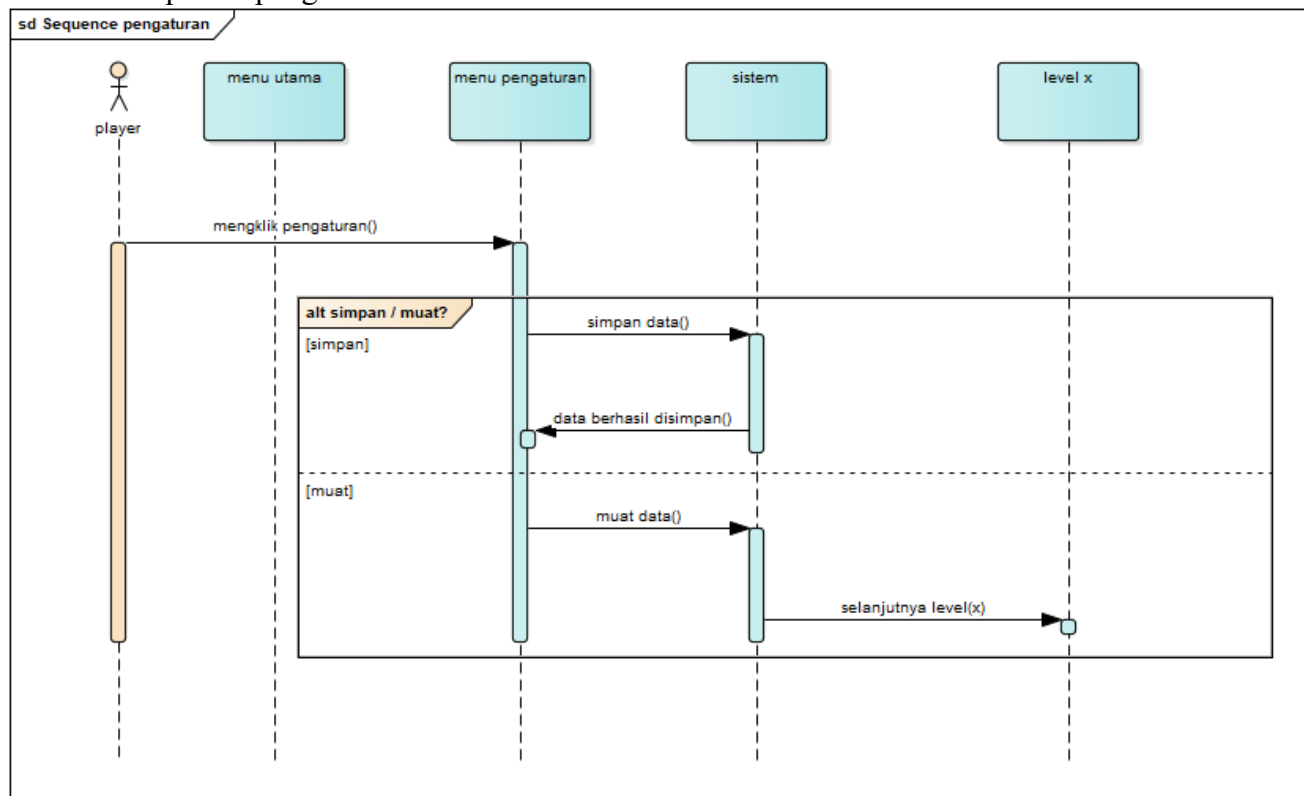 sd Sequence pengaturan
player
menu utama
menu pengaturan
sistem
level x
mengklik pengaturan()
alt simpan / muat?
simpan data()
[simpan]
data berhasil disimpan()
[muat]
muat data()
selanjutnya level(x)